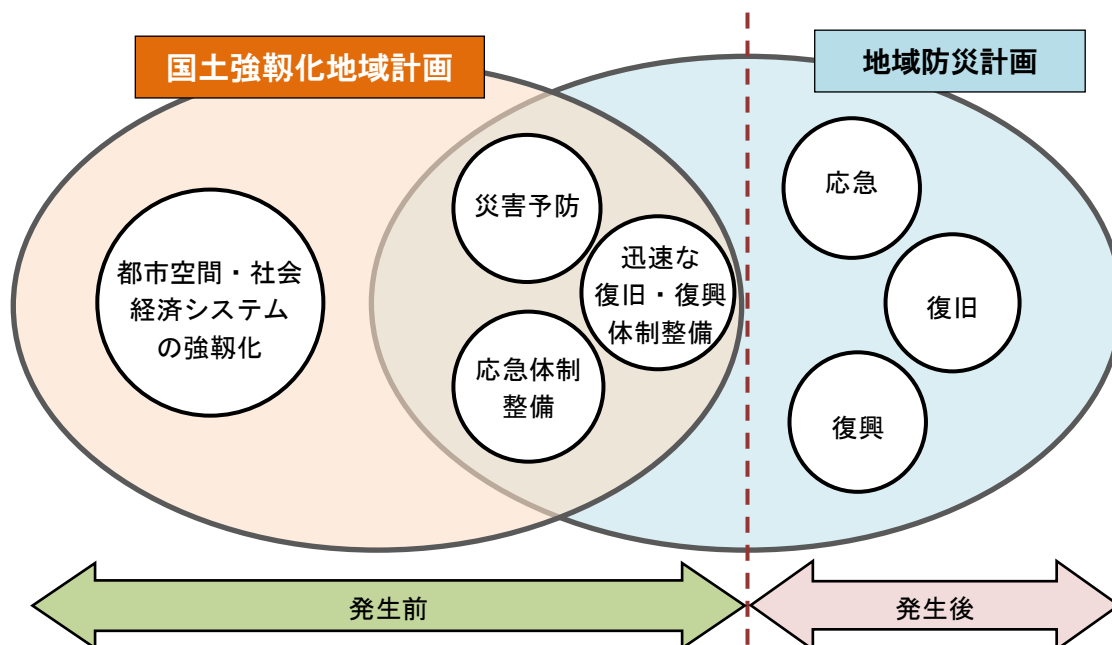 国土強靱化地域計画
地域防災計画
都市空間・社会
経済システム
の強靱化
災害予防
迅速な
復旧・復興
体制整備
応急体制
整備
応急
復旧
復興
発生前
発生後